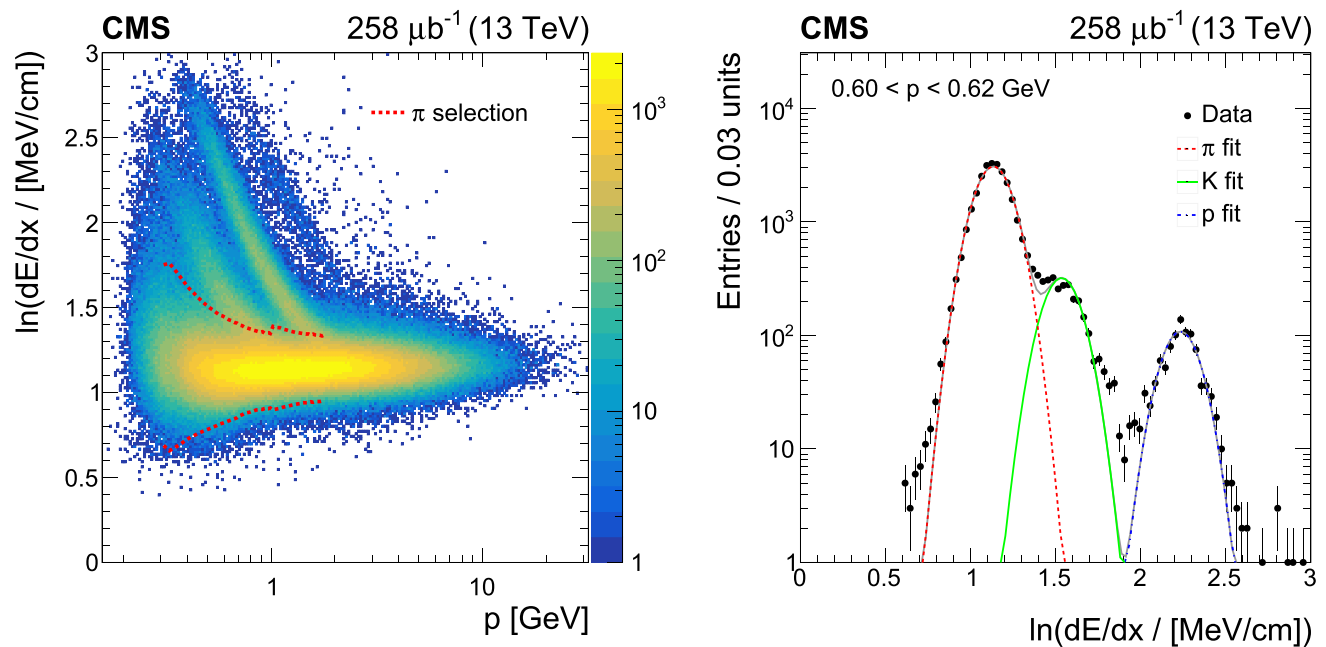 CMS 258 μb⁻¹ (13 TeV)
ln(dE/dx / [MeV/cm])
3
2.5
2
1.5
1
0.5
0
π selection
10³
10²
10
1
1
10
p [GeV]
CMS 258 μb⁻¹ (13 TeV)
Entries / 0.03 units
0.60 < p < 0.62 GeV
10⁴
10³
10²
10
1
Data
π fit
K fit
p fit
0 0.5 1 1.5 2 2.5 3
ln(dE/dx / [MeV/cm])